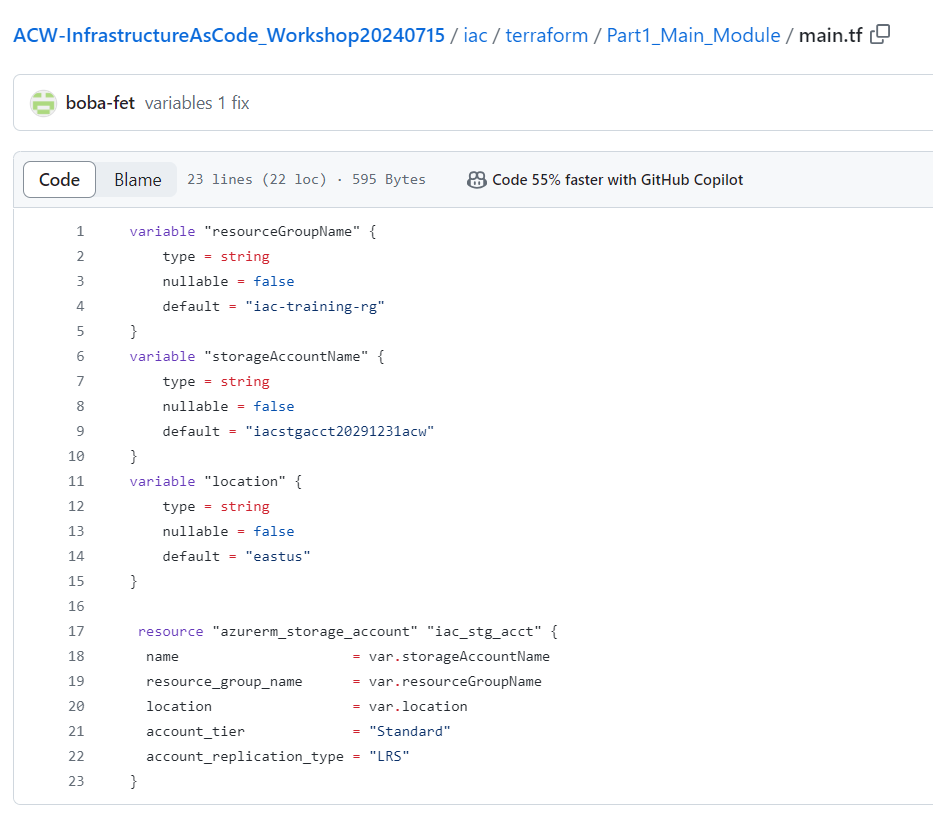 ACW-InfrastructureAsCode_Workshop20240715 / iac / terraform / Part1_Main_Module / main.tf
boba-fet variables 1 fix
Code Blame 23 lines (22 loc) · 595 Bytes Code 55% faster with GitHub Copilot
1 variable "resourceGroupName" {
2 type = string
3 nullable = false
4 default = "iac-training-rg"
5 }
6 variable "storageAccountName" {
7 type = string
8 nullable = false
9 default = "iacstgacct20291231acw"
10 }
11 variable "location" {
12 type = string
13 nullable = false
14 default = "eastus"
15 }
16
17 resource "azurerm_storage_account" "iac_stg_acct" {
18 name = var.storageAccountName
19 resource_group_name = var.resourceGroupName
20 location = var.location
21 account_tier = "Standard"
22 account_replication_type = "LRS"
23 }